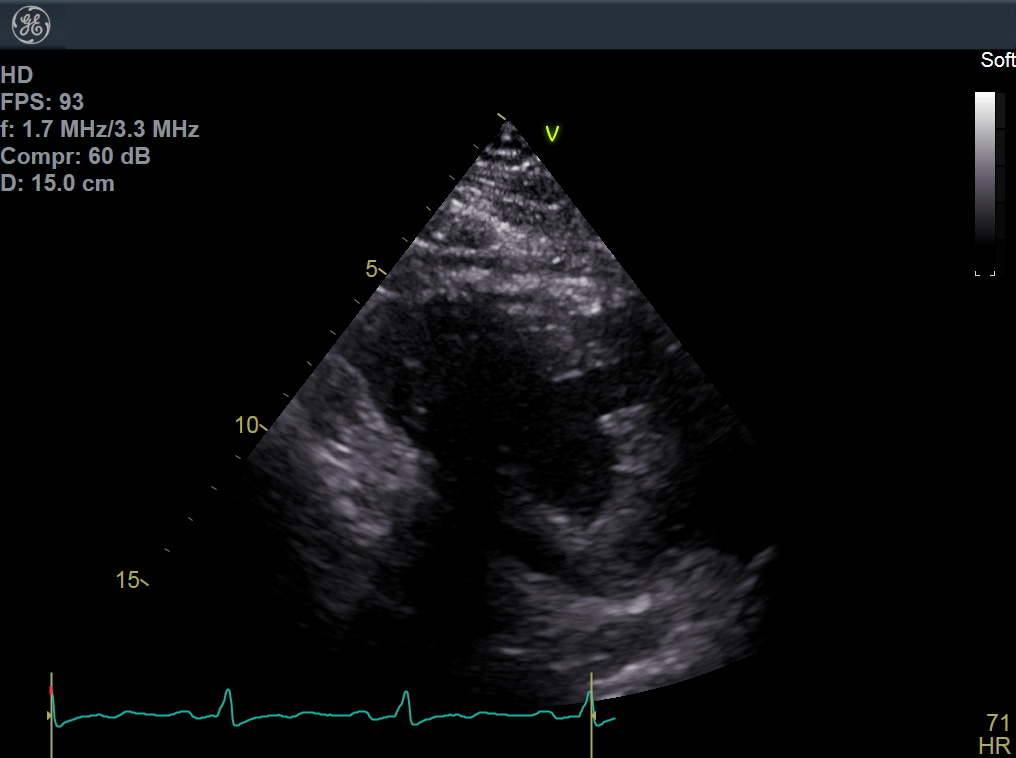 GE
Soft
HD
FPS: 93
f: 1.7 MHz/3.3 MHz
Compr: 60 dB
D: 15.0 cm
V
5
10
15
71
HR